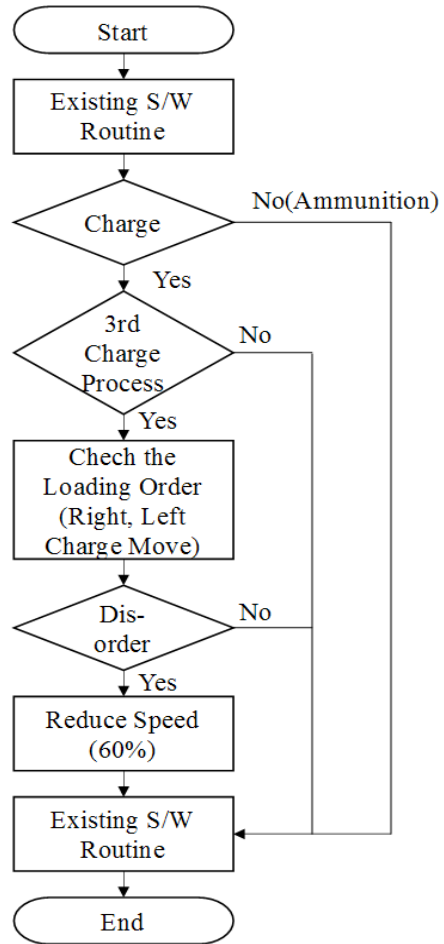 Start
Existing S/W
Routine
Charge
No(Ammunition)
Yes
3rd
Charge
Process
No
Yes
Chech the
Loading Order
(Right, Left
Charge Move)
Dis-
order
No
Yes
Reduce Speed
(60%)
Existing S/W
Routine
End